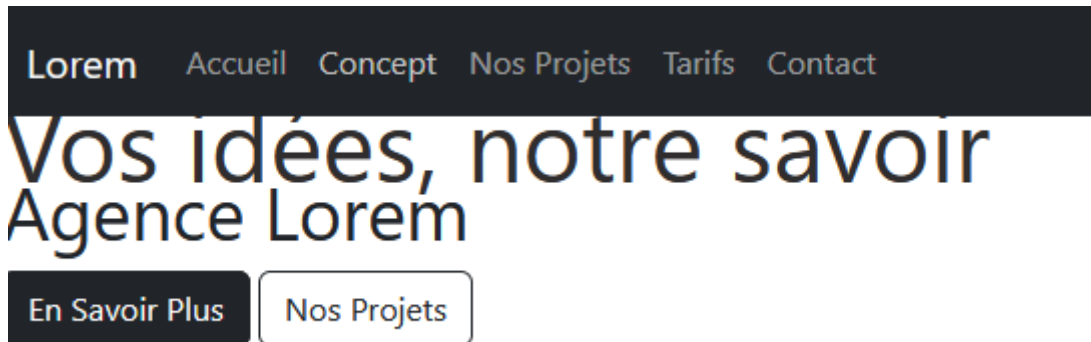 Lorem Accueil Concept Nos Projets Tarifs Contact
Vos idées, notre savoir
Agence Lorem
En Savoir Plus Nos Projets